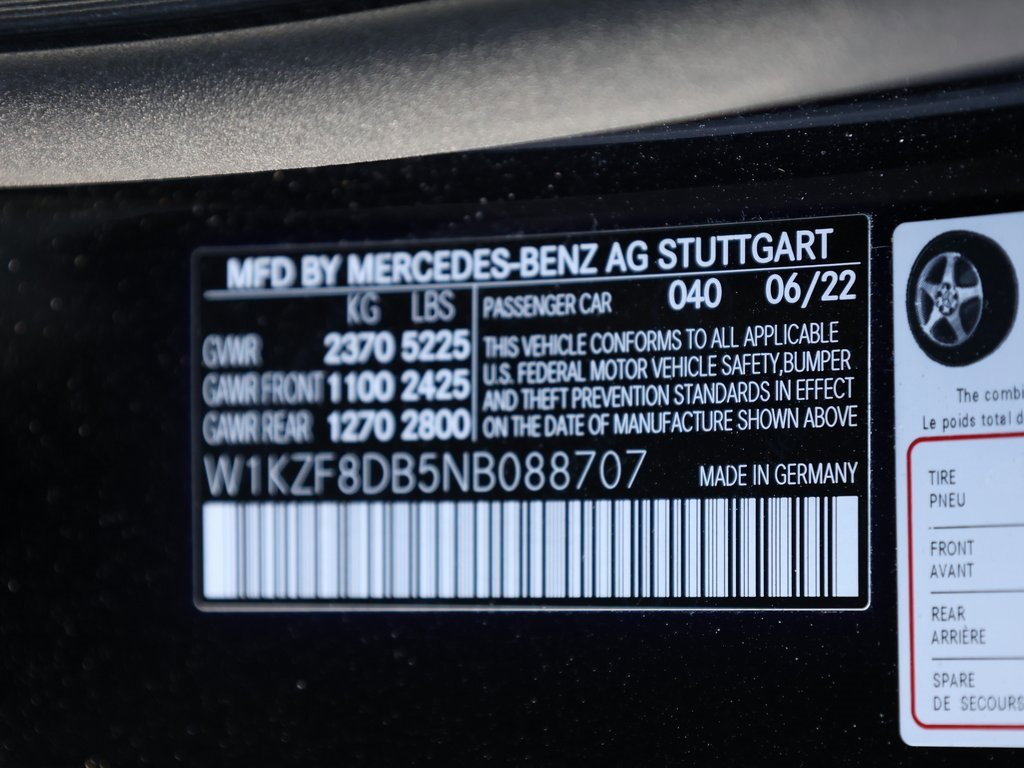 MFD BY MERCEDES-BENZ AG STUTTGART
KG LBS
PASSENGER CAR 040 06/22
GVWR 2370 5225
GAWR FRONT 1100 2425
GAWR REAR 1270 2800
THIS VEHICLE CONFORMS TO ALL APPLICABLE
U.S. FEDERAL MOTOR VEHICLE SAFETY,BUMPER
AND THEFT PREVENTION STANDARDS IN EFFECT
ON THE DATE OF MANUFACTURE SHOWN ABOVE
W1KZF8DB5NB088707
MADE IN GERMANY
The
Le poids total
TIRE
PNEU
FRONT
AVANT
REAR
ARRIÈRE
SPARE
DE SECOURS